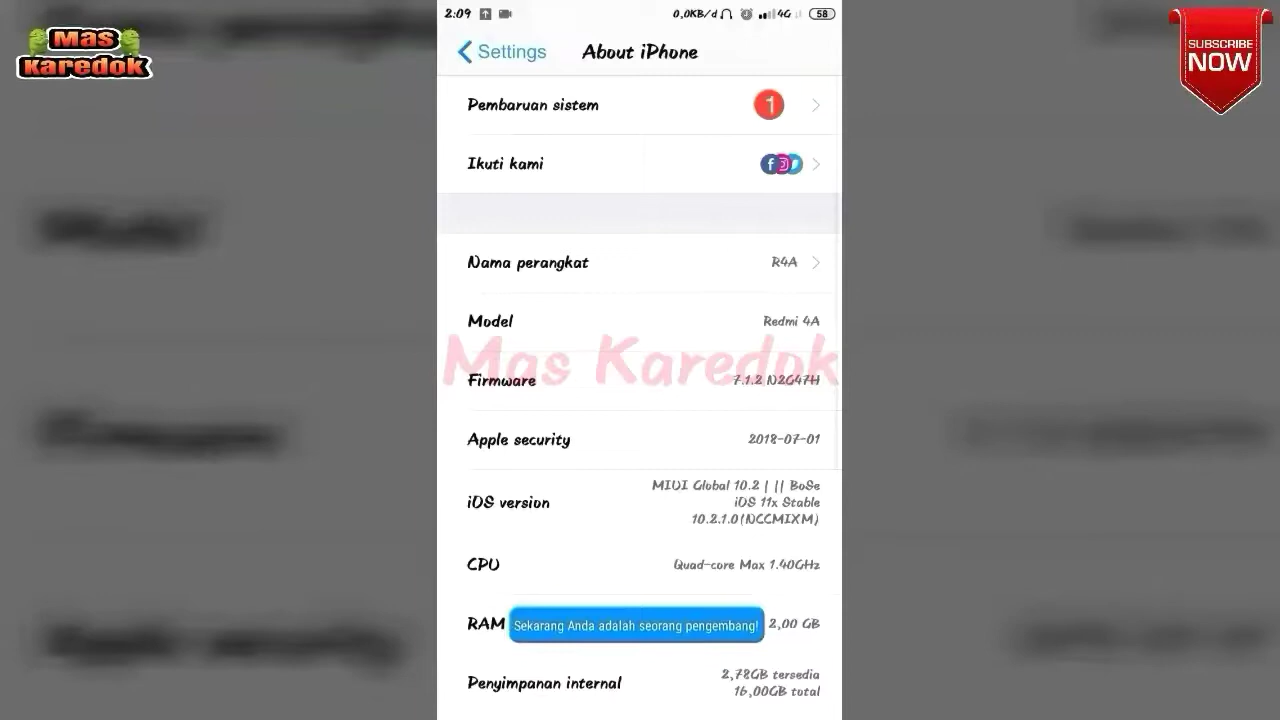 Mas
Karedok
SUBSCRIBE
NOW
2:09
0,0KB/d
4G
58
Settings
About iPhone
Pembaruan sistem
1
Ikuti kami
Nama perangkat
R4A
Model
Redmi 4A
Mas Karedok
Firmware
7.1.2 N2G47H
Apple security
2018-07-01
iOS version
MIUI Global 10.2 | || BoSe
iOS 11x Stable
10.2.1.0(NCCMIXM)
CPU
Quad-core Max 1.40GHz
RAM
Sekarang Anda adalah seorang pengembang!
2,00 GB
Penyimpanan internal
2,78GB tersedia
16,00GB total